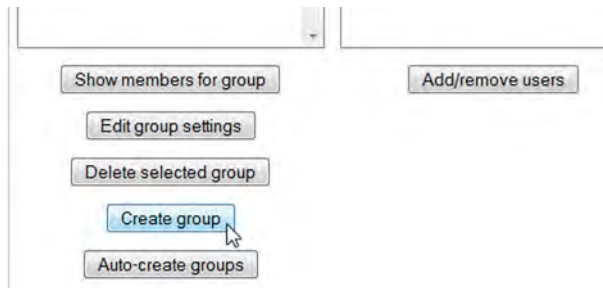 Show members for group
Add/remove users
Edit group settings
Delete selected group
Create group
Auto-create groups